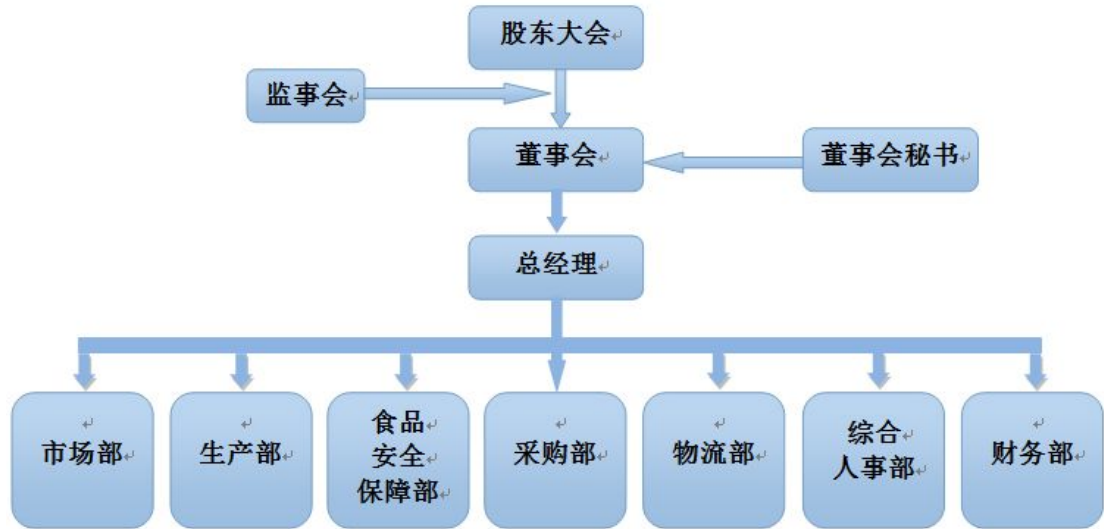 股东大会
监事会
董事会
董事会秘书
总经理
市场部
生产部
食品
安全
保障部
采购部
物流部
综合
人事部
财务部